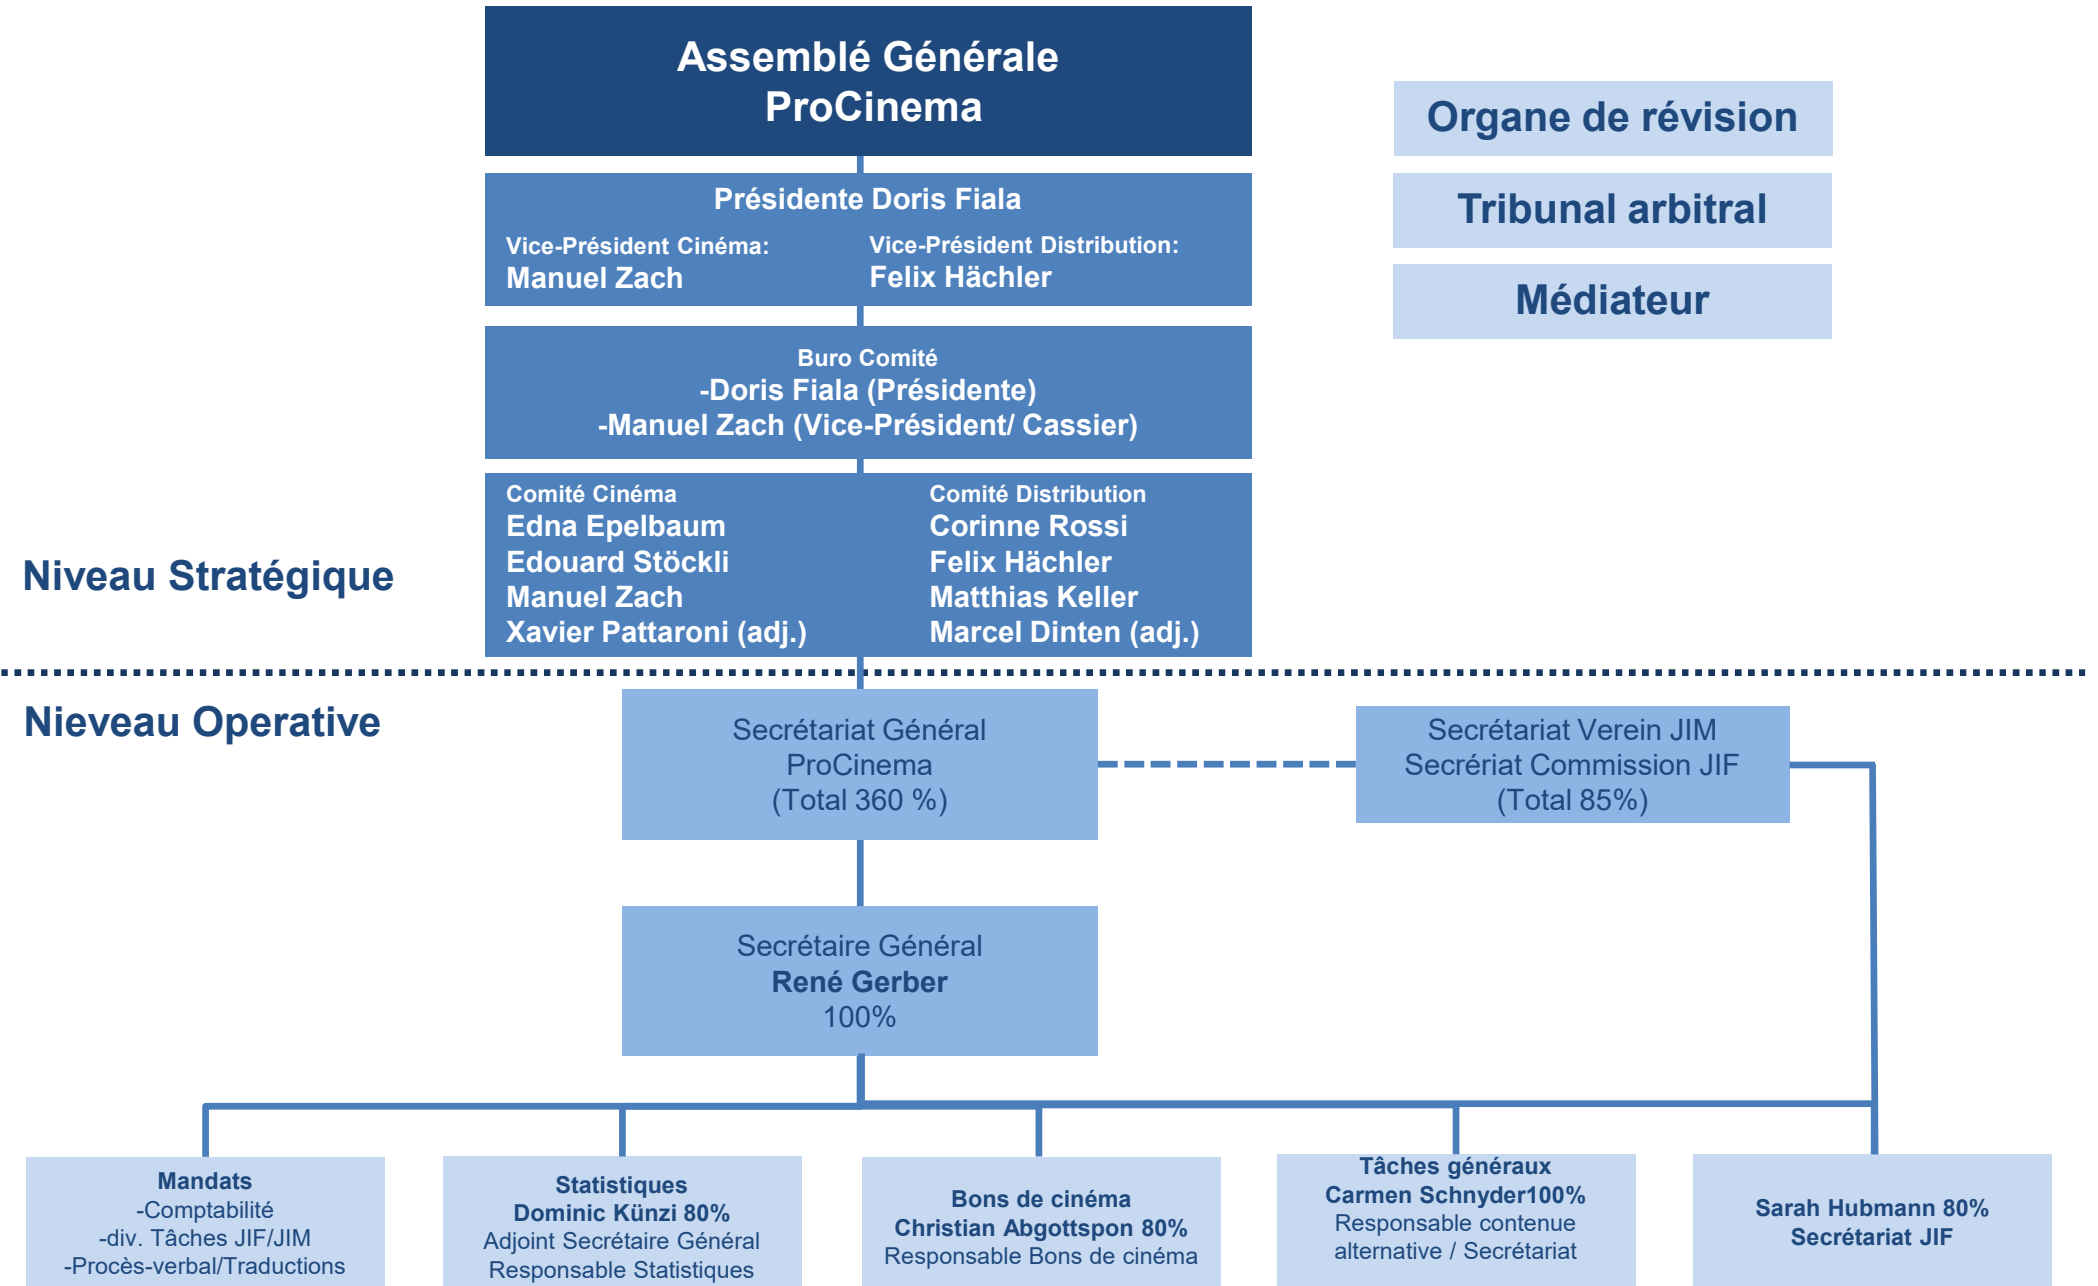 Assemblé Générale
ProCinema
Organe de révision
Tribunal arbitral
Médiateur
Présidente Doris Fiala
Vice-Président Cinéma:
Manuel Zach
Vice-Président Distribution:
Felix Hächler
Buro Comité
-Doris Fiala (Présidente)
-Manuel Zach (Vice-Président/ Cassier)
Comité Cinéma
Edna Epelbaum
Edouard Stöckli
Manuel Zach
Xavier Pattaroni (adj.)
Comité Distribution
Corinne Rossi
Felix Hächler
Matthias Keller
Marcel Dinten (adj.)
Niveau Stratégique
Nieveau Operative
Secrétariat Général
ProCinema
(Total 360 %)
Secrétariat Verein JIM
Secrériat Commission JIF
(Total 85%)
Secrétaire Général
René Gerber
100%
Mandats
-Comptabilité
-div. Tâches JIF/JIM
-Procès-verbal/Traductions
Statistiques
Dominic Künzi 80%
Adjoint Secrétaire Général
Responsable Statistiques
Bons de cinéma
Christian Abgottspon 80%
Responsable Bons de cinéma
Tâches généraux
Carmen Schnyder100%
Responsable contenue
alternative / Secrétariat
Sarah Hubmann 80%
Secrétariat JIF